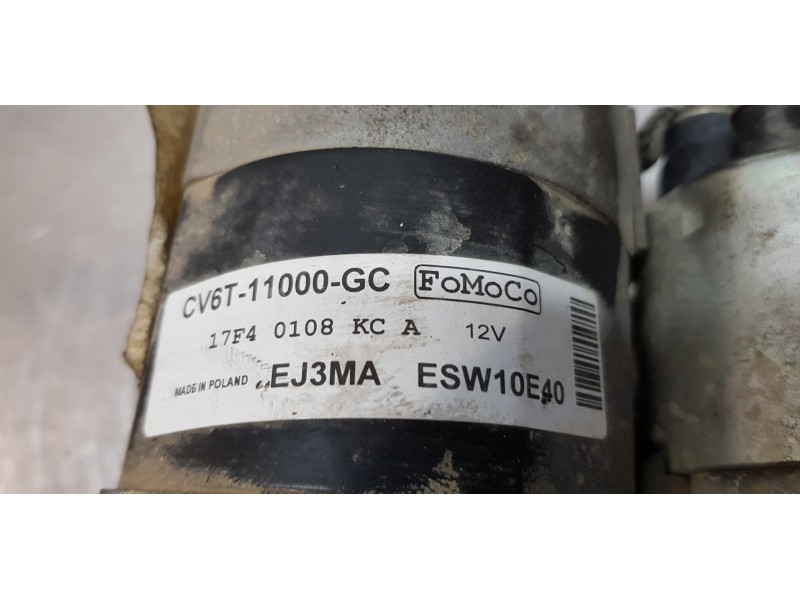 CV6T-11000-GC FoMoCo
17F4 0108 KC A 12V
MADE IN POLAND EJ3MA ESW10E40